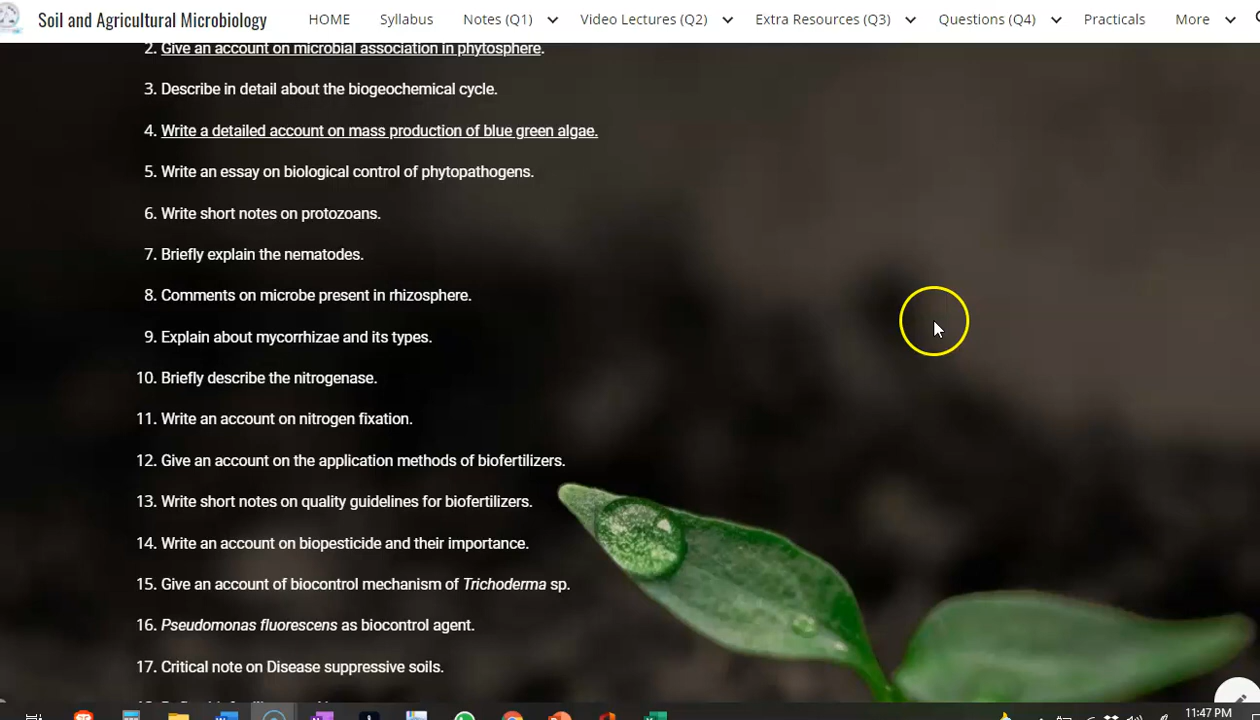 Soil and Agricultural Microbiology
HOME Syllabus Notes (Q1) Video Lectures (Q2) Extra Resources (Q3) Questions (Q4) Practicals More
2. Give an account on microbial association in phytosphere.
3. Describe in detail about the biogeochemical cycle.
4. Write a detailed account on mass production of blue green algae.
5. Write an essay on biological control of phytopathogens.
6. Write short notes on protozoans.
7. Briefly explain the nematodes.
8. Comments on microbe present in rhizosphere.
9. Explain about mycorrhizae and its types.
10. Briefly describe the nitrogenase.
11. Write an account on nitrogen fixation.
12. Give an account on the application methods of biofertilizers.
13. Write short notes on quality guidelines for biofertilizers.
14. Write an account on biopesticide and their importance.
15. Give an account of biocontrol mechanism of Trichoderma sp.
16. Pseudomonas fluorescens as biocontrol agent.
17. Critical note on Disease suppressive soils.
11:47 PM